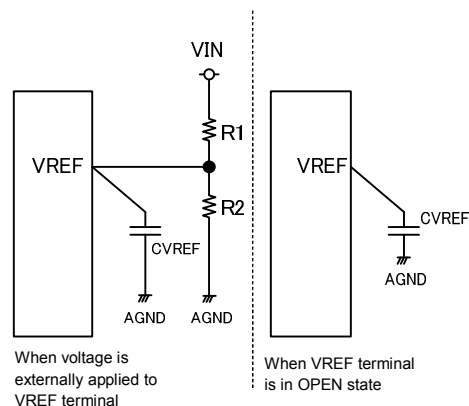 VIN
R1
VREF
R2
CVREF
AGND
AGND
When voltage is
externally applied to
VREF terminal
VREF
CVREF
AGND
When VREF terminal
is in OPEN state